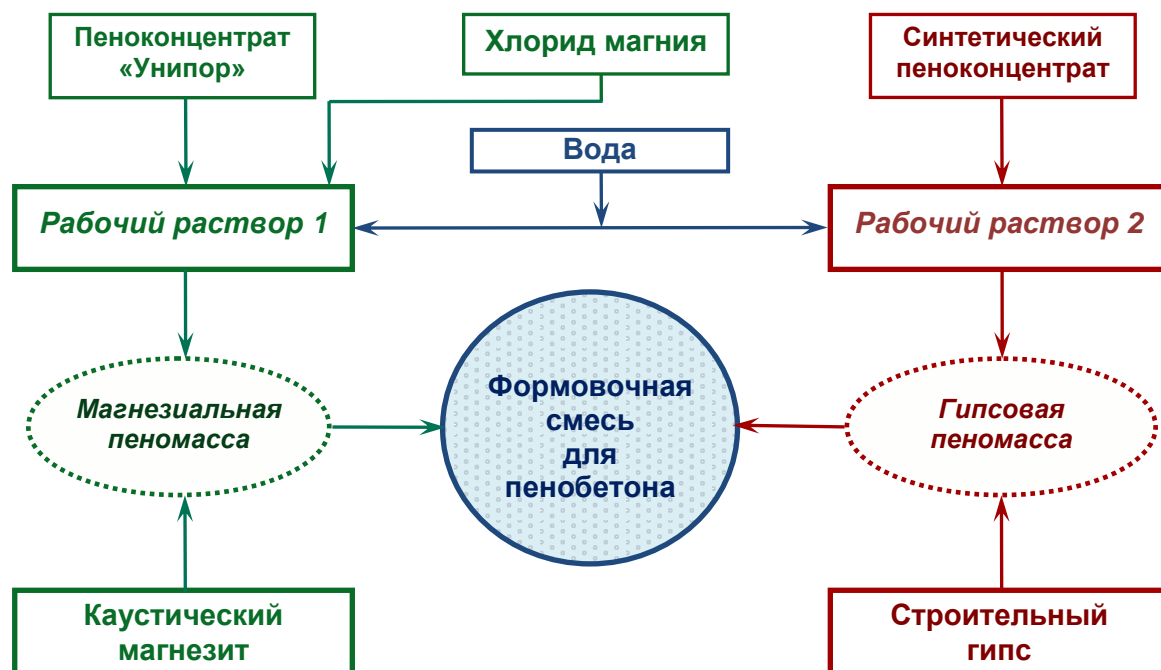 Пеноконцентрат
«Унипор»
Хлорид магния
Синтетический
пеноконцентрат
Вода
Рабочий раствор 1
Рабочий раствор 2
Магнезиальная
пеномасса
Формовочная
смесь
для
пенобетона
Гипсовая
пеномасса
Каустический
магнезит
Строительный
гипс